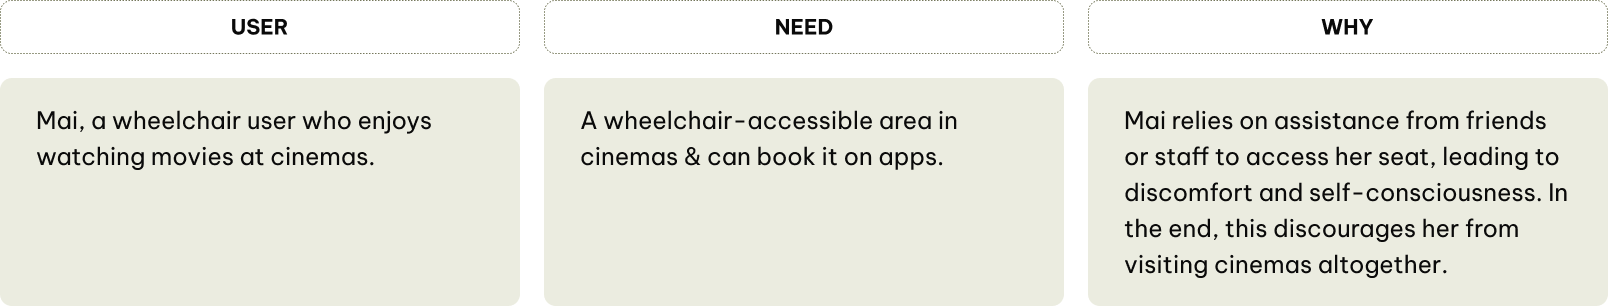 USER
NEED
WHY
Mai, a wheelchair user who enjoys
watching movies at cinemas.
A wheelchair-accessible area in
cinemas & can book it on apps.
Mai relies on assistance from friends
or staff to access her seat, leading to
discomfort and self-consciousness. In
the end, this discourages her from
visiting cinemas altogether.